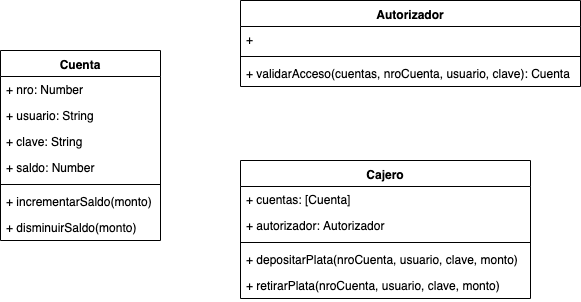 Autorizador
+
+ validarAcceso(cuentas, nroCuenta, usuario, clave): Cuenta
Cuenta
+ nro: Number
+ usuario: String
+ clave: String
+ saldo: Number
+ incrementarSaldo(monto)
+ disminuirSaldo(monto)
Cajero
+ cuentas: [Cuenta]
+ autorizador: Autorizador
+ depositarPlata(nroCuenta, usuario, clave, monto)
+ retirarPlata(nroCuenta, usuario, clave, monto)